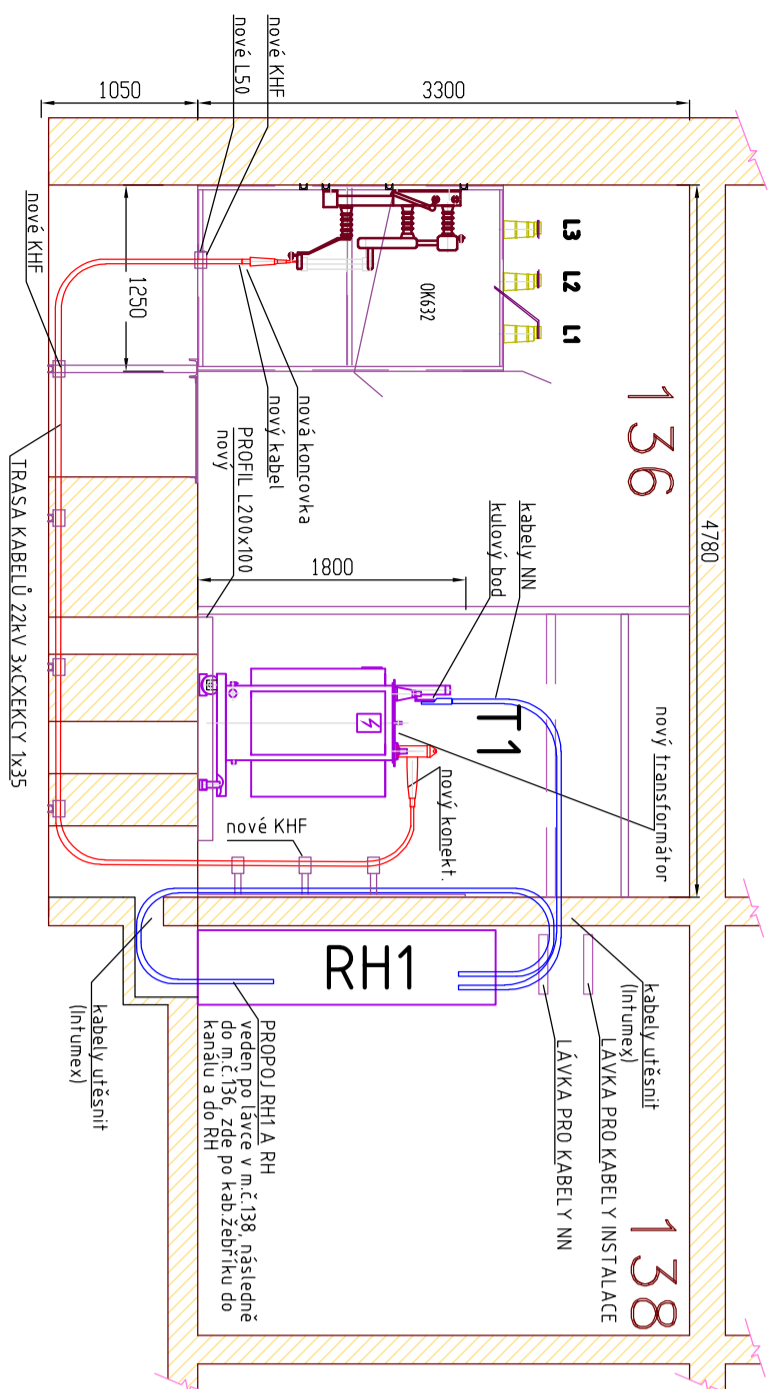 1050
3300
nové L50
nové KHF
nové KHF
1250
OK632
L3
L2
L1
136
4780
nový kabel
nová koncovka
PROFIL L200x100
nový
1800
kabely NN
kulový bod
T1
nový transformátor
nový konekt.
nové KHF
TRASA KABELŮ 22kV 3xCXEKCY 1x35
RH1
kabely utěsnit
(Intumex)
kabely utěsnit
(Intumex)
LÁVKA PRO KABELY INSTALACE
LÁVKA PRO KABELY NN
PROPOJ RH1 A RH
veden po lávce v m.č.138, následně
do m.č.136, zde po kab.žebříku do
kanálu a do RH
138